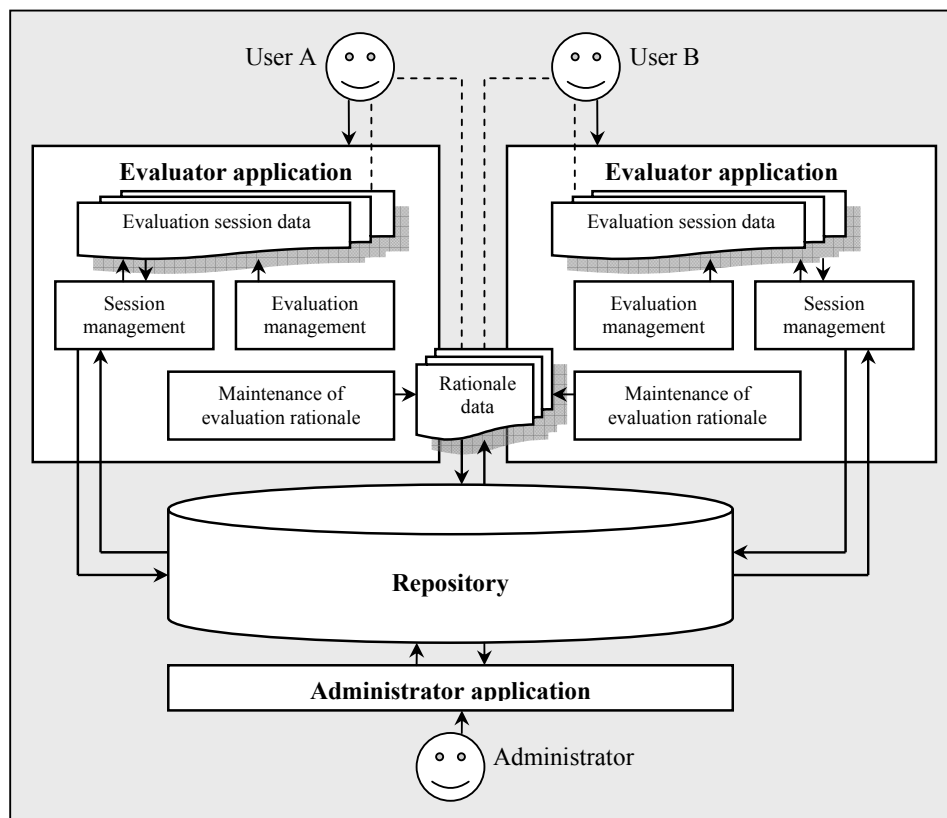 User A
User B
Evaluator application
Evaluation session data
Session
management
Evaluation
management
Maintenance of
evaluation rationale
Evaluator application
Evaluation session data
Evaluation
management
Session
management
Maintenance of
evaluation rationale
Rationale
data
Repository
Administrator application
Administrator